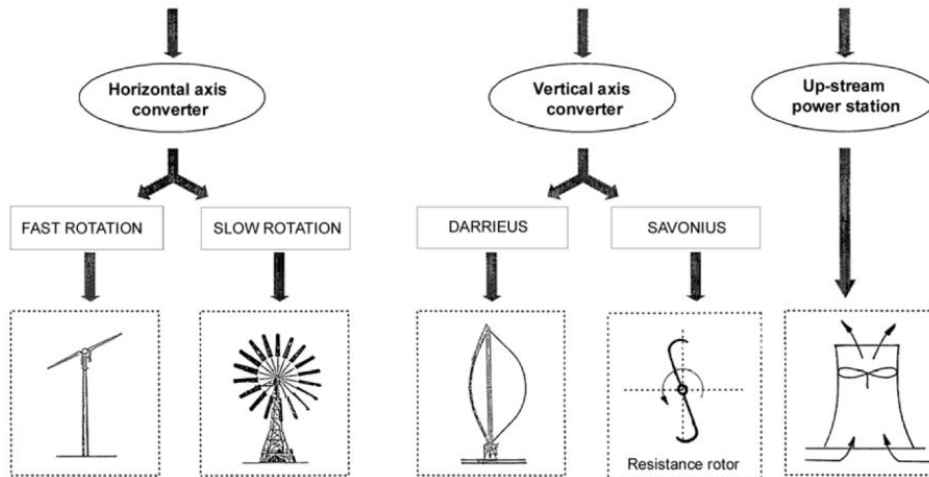 Horizontal axis
converter
Vertical axis
converter
Up-stream
power station
FAST ROTATION
SLOW ROTATION
DARRIEUS
SAVONIUS
Resistance rotor